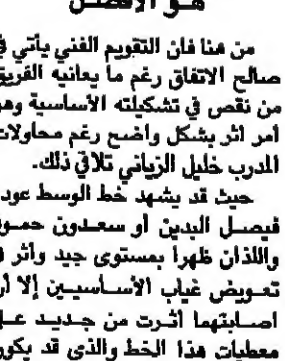 هو الأفضل
من هنا فان التقويم الفني يأتي في
صالح الاتفاق رغم ما يعانيه الفريق
من نقص في تشكيلته الأساسية وهو
أمر اثر بشكل واضح رغم محاولات
المدرب خليل الزياني تلافي ذلك.
حيث قد يشهد خط الوسط عودة
فيصل البدين أو سعدون حمود
واللذان ظهرا بمستوى جيد وأثر في
تعويض غياب الأساسيين إلا أن
اصابتهما أثرت من جديد على
معطيات هذا الخط والذي قد يكون